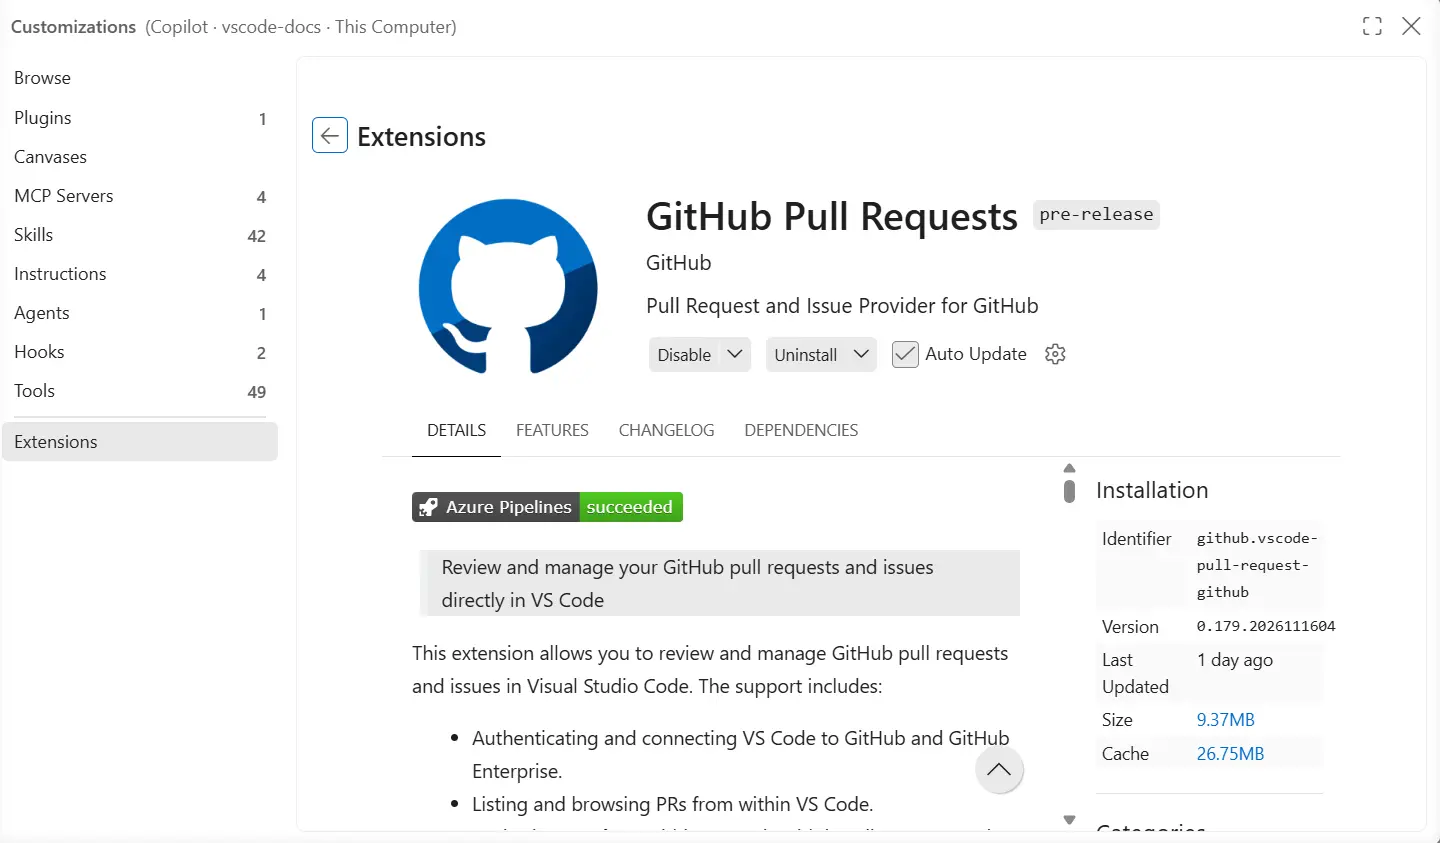 Customizations (Copilot · vscode-docs · This Computer)
Browse
Plugins 1
Canvases
MCP Servers 4
Skills 42
Instructions 4
Agents 1
Hooks 2
Tools 49
Extensions
Extensions
GitHub Pull Requests pre-release
GitHub
Pull Request and Issue Provider for GitHub
Disable Uninstall Auto Update
DETAILS FEATURES CHANGELOG DEPENDENCIES
Azure Pipelines succeeded
Review and manage your GitHub pull requests and issues
directly in VS Code
This extension allows you to review and manage GitHub pull requests
and issues in Visual Studio Code. The support includes:
• Authenticating and connecting VS Code to GitHub and GitHub
Enterprise.
• Listing and browsing PRs from within VS Code.
Installation
Identifier github.vscode-
pull-request-
github
Version 0.179.2026111604
Last 1 day ago
Updated
Size 9.37MB
Cache 26.75MB
Categories